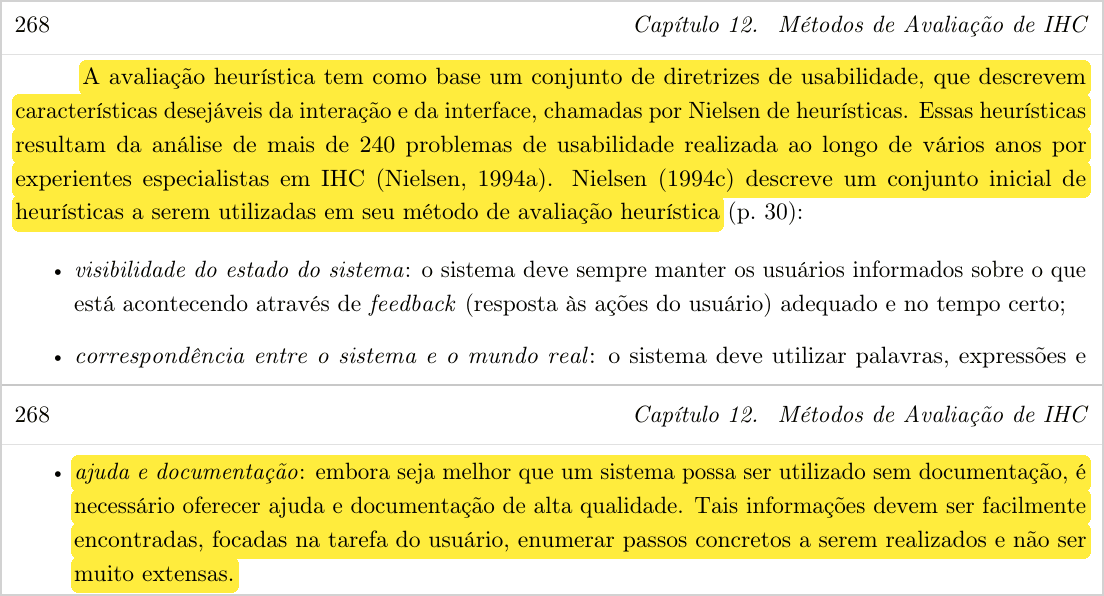 268 Capítulo 12. Métodos de Avaliação de IHC
A avaliação heurística tem como base um conjunto de diretrizes de usabilidade, que descrevem
características desejáveis da interação e da interface, chamadas por Nielsen de heurísticas. Essas heurísticas
resultam da análise de mais de 240 problemas de usabilidade realizada ao longo de vários anos por
experientes especialistas em IHC (Nielsen, 1994a). Nielsen (1994c) descreve um conjunto inicial de
heurísticas a serem utilizadas em seu método de avaliação heurística (p. 30):
• visibilidade do estado do sistema: o sistema deve sempre manter os usuários informados sobre o que
está acontecendo através de feedback (resposta às ações do usuário) adequado e no tempo certo;
• correspondência entre o sistema e o mundo real: o sistema deve utilizar palavras, expressões e
268 Capítulo 12. Métodos de Avaliação de IHC
• ajuda e documentação: embora seja melhor que um sistema possa ser utilizado sem documentação, é
necessário oferecer ajuda e documentação de alta qualidade. Tais informações devem ser facilmente
encontradas, focadas na tarefa do usuário, enumerar passos concretos a serem realizados e não ser
muito extensas.